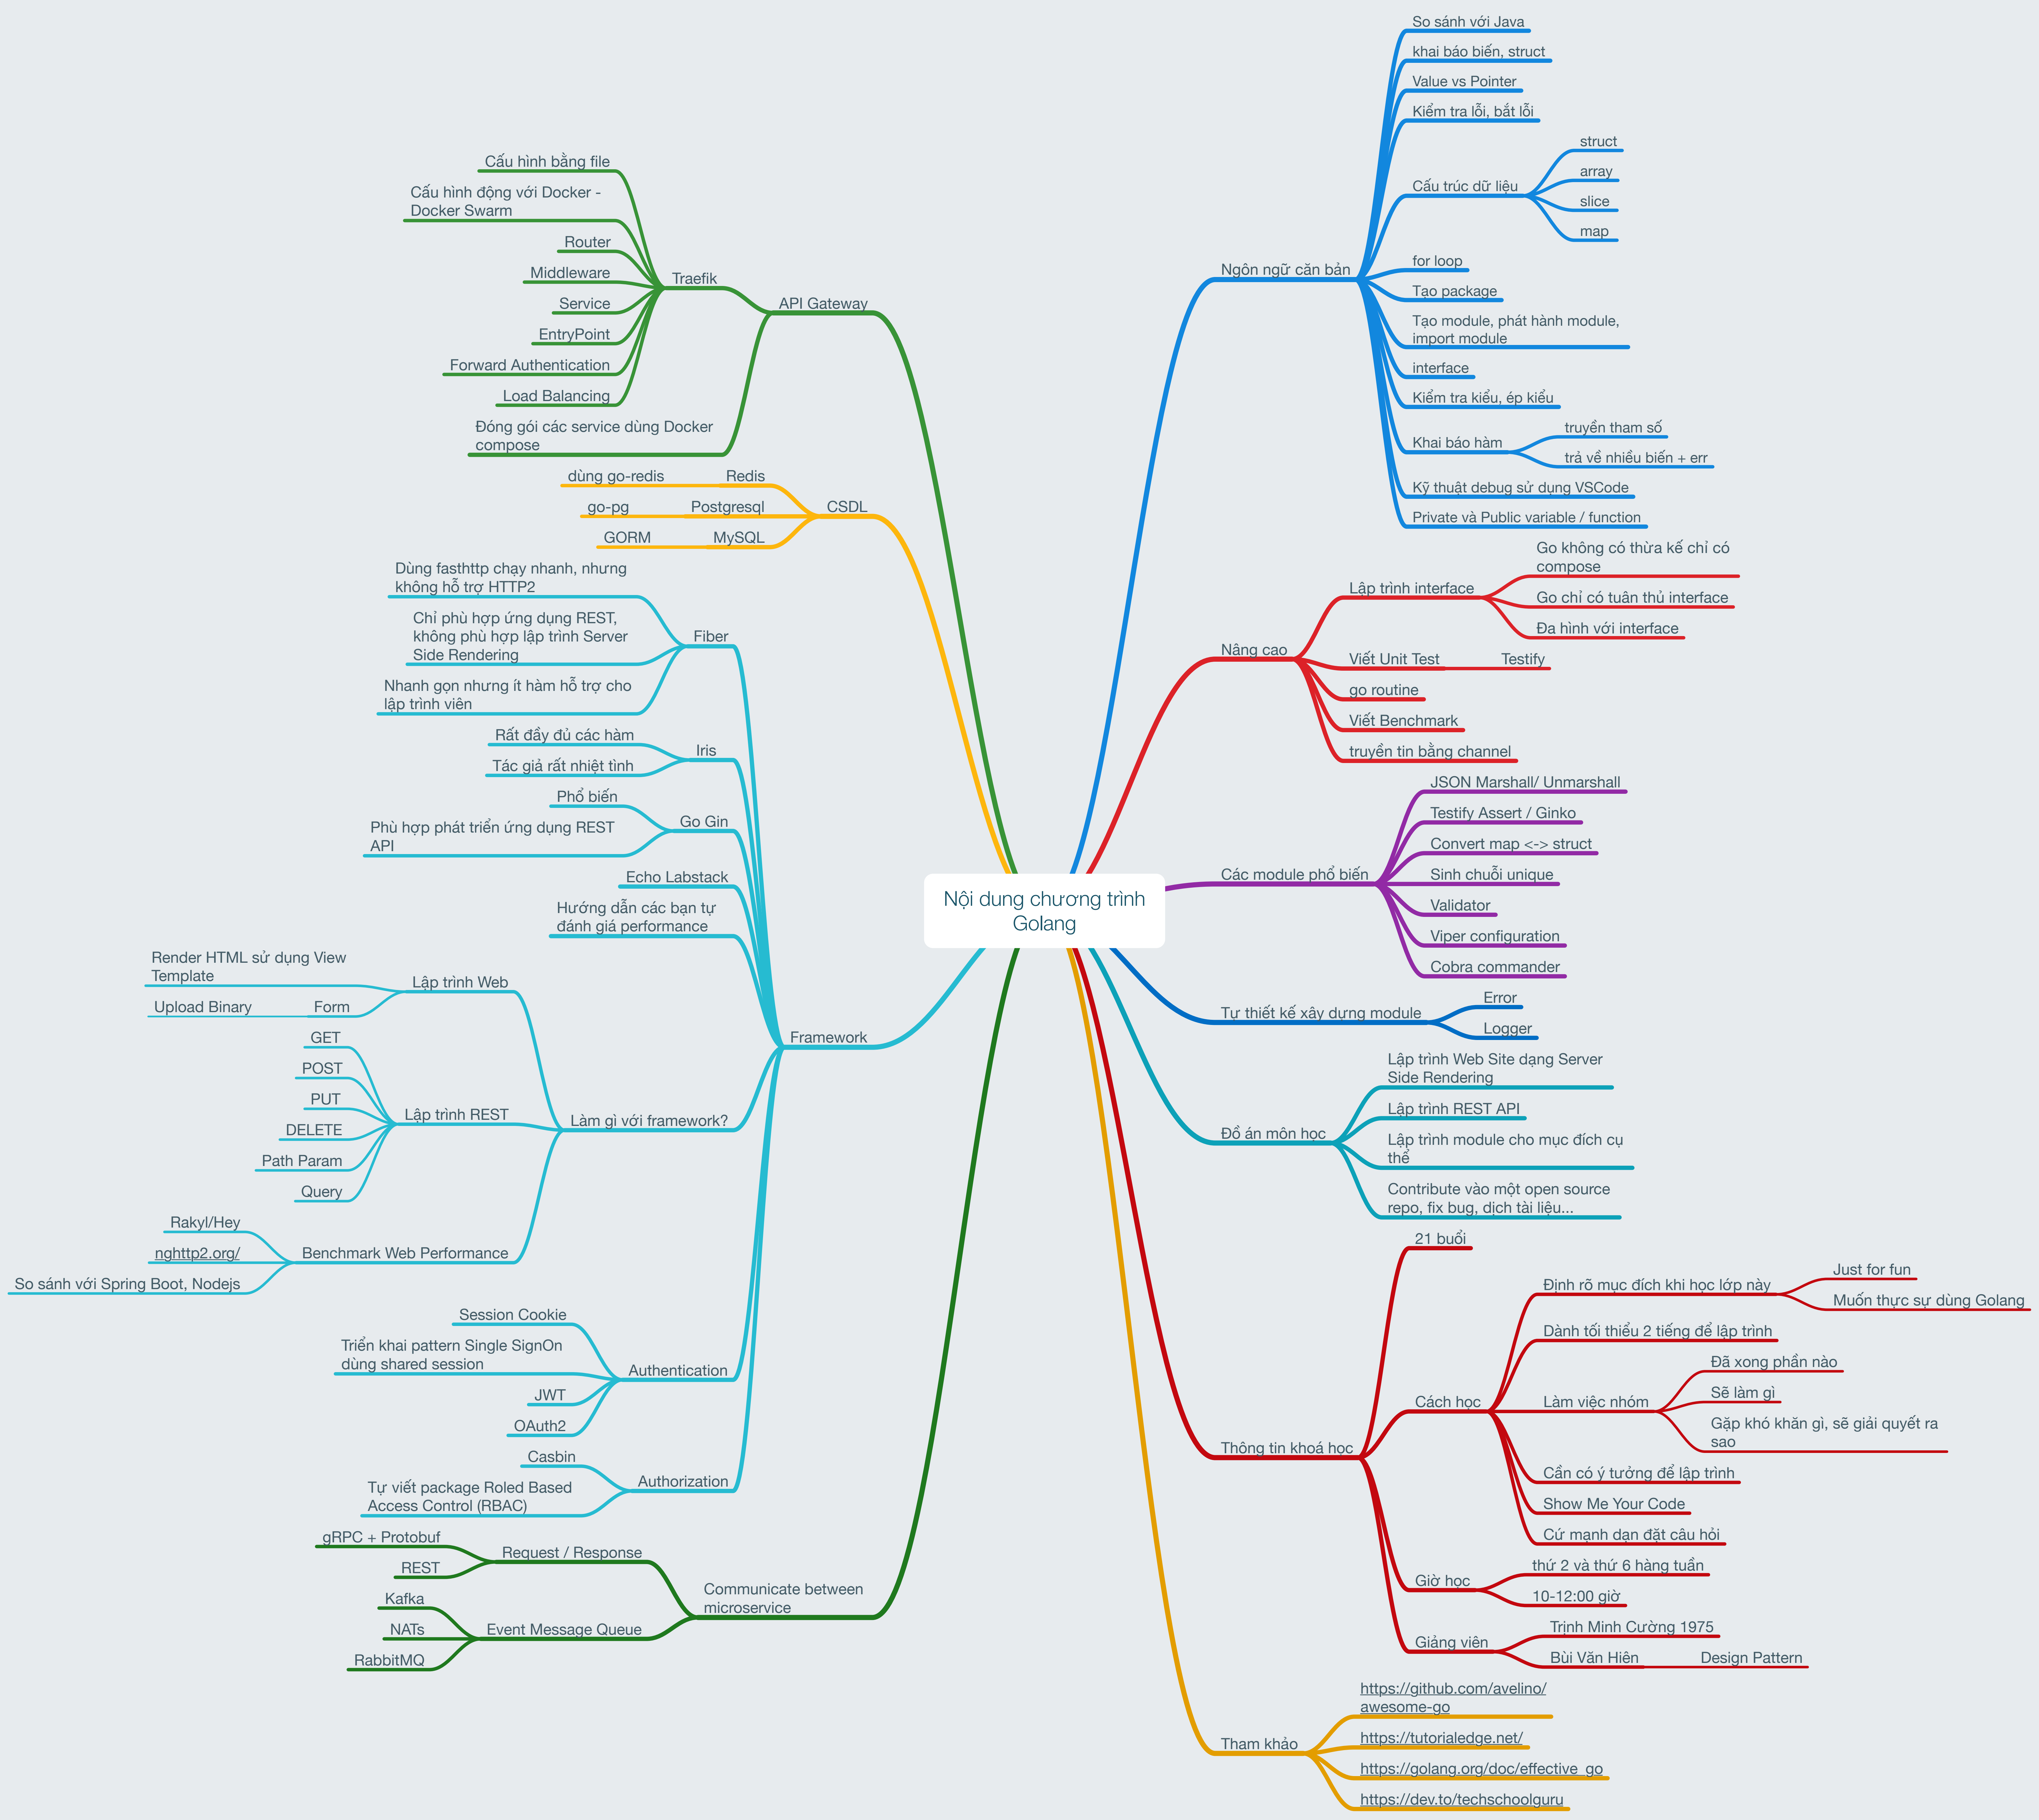 Nội dung chương trình
Golang
Ngôn ngữ căn bản
So sánh với Java
khai báo biến, struct
Value vs Pointer
Kiểm tra lỗi, bắt lỗi
Cấu trúc dữ liệu
struct
array
slice
map
for loop
Tạo package
Tạo module, phát hành module,
import module
interface
Kiểm tra kiểu, ép kiểu
Khai báo hàm
truyền tham số
trả về nhiều biến + err
Kỹ thuật debug sử dụng VSCode
Private và Public variable / function
Nâng cao
Lập trình interface
Go không có thừa kế chỉ có
compose
Go chỉ có tuân thủ interface
Đa hình với interface
Viết Unit Test
Testify
go routine
Viết Benchmark
truyền tin bằng channel
Các module phổ biến
JSON Marshall/ Unmarshall
Testify Assert / Ginko
Convert map <-> struct
Sinh chuỗi unique
Validator
Viper configuration
Cobra commander
Tự thiết kế xây dựng module
Error
Logger
Đồ án môn học
Lập trình Web Site dạng Server
Side Rendering
Lập trình REST API
Lập trình module cho mục đích cụ
thể
Contribute vào một open source
repo, fix bug, dịch tài liệu...
Thông tin khoá học
21 buổi
Cách học
Định rõ mục đích khi học lớp này
Just for fun
Muốn thực sự dùng Golang
Dành tối thiểu 2 tiếng để lập trình
Làm việc nhóm
Đã xong phần nào
Sẽ làm gì
Gặp khó khăn gì, sẽ giải quyết ra
sao
Cần có ý tưởng để lập trình
Show Me Your Code
Cứ mạnh dạn đặt câu hỏi
Giờ học
thứ 2 và thứ 6 hàng tuần
10-12:00 giờ
Giảng viên
Trịnh Minh Cường 1975
Bùi Văn Hiên
Design Pattern
Tham khảo
https://github.com/avelino/
awesome-go
https://tutorialedge.net/
https://golang.org/doc/effective_go
https://dev.to/techschoolguru
API Gateway
Traefik
Cấu hình bằng file
Cấu hình động với Docker -
Docker Swarm
Router
Middleware
Service
EntryPoint
Forward Authentication
Load Balancing
Đóng gói các service dùng Docker
compose
CSDL
Redis
dùng go-redis
Postgresql
go-pg
MySQL
GORM
Framework
Fiber
Dùng fasthttp chạy nhanh, nhưng
không hỗ trợ HTTP2
Chỉ phù hợp ứng dụng REST,
không phù hợp lập trình Server
Side Rendering
Nhanh gọn nhưng ít hàm hỗ trợ cho
lập trình viên
Iris
Rất đầy đủ các hàm
Tác giả rất nhiệt tình
Go Gin
Phổ biến
Phù hợp phát triển ứng dụng REST
API
Echo Labstack
Hướng dẫn các bạn tự
đánh giá performance
Làm gì với framework?
Lập trình Web
Render HTML sử dụng View
Template
Form
Upload Binary
Lập trình REST
GET
POST
PUT
DELETE
Path Param
Query
Benchmark Web Performance
Rakyl/Hey
nghttp2.org/
So sánh với Spring Boot, Nodejs
Authentication
Session Cookie
Triển khai pattern Single SignOn
dùng shared session
JWT
OAuth2
Authorization
Casbin
Tự viết package Roled Based
Access Control (RBAC)
Communicate between
microservice
Request / Response
gRPC + Protobuf
REST
Event Message Queue
Kafka
NATs
RabbitMQ